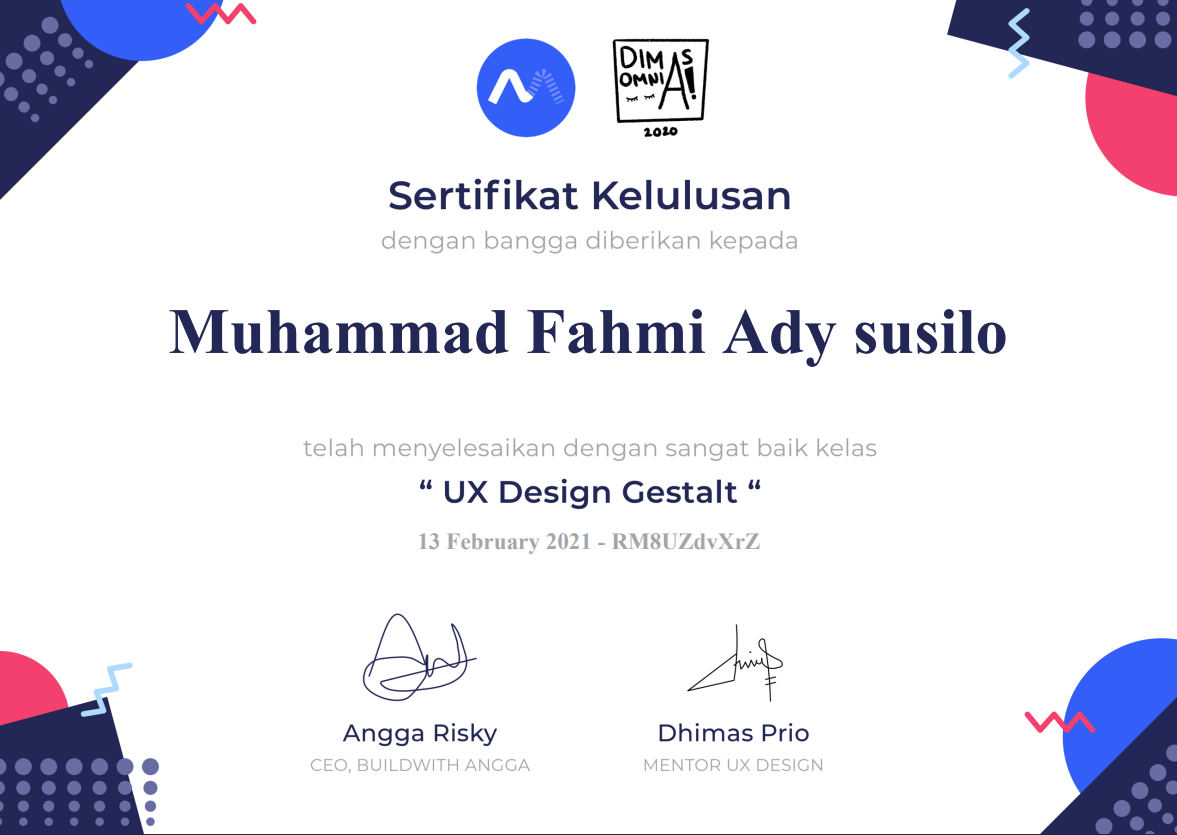 DIMAS
OMNIA!
2020
Sertifikat Kelulusan
dengan bangga diberikan kepada
Muhammad Fahmi Ady susilo
telah menyelesaikan dengan sangat baik kelas
“ UX Design Gestalt “
13 February 2021 - RM8UZdvXrZ
Angga Risky
CEO, BUILDWITH ANGGA
Dhimas Prio
MENTOR UX DESIGN